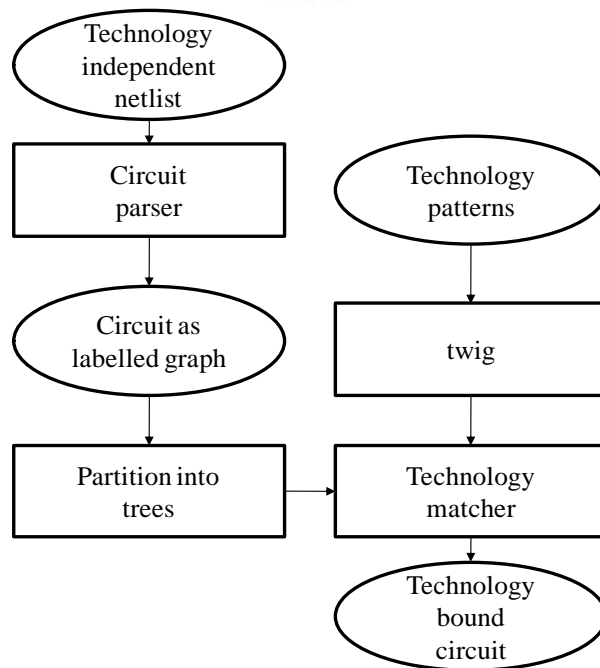 Technology
independent
netlist
Circuit
parser
Technology
patterns
Circuit as
labelled graph
twig
Partition into
trees
Technology
matcher
Technology
bound
circuit